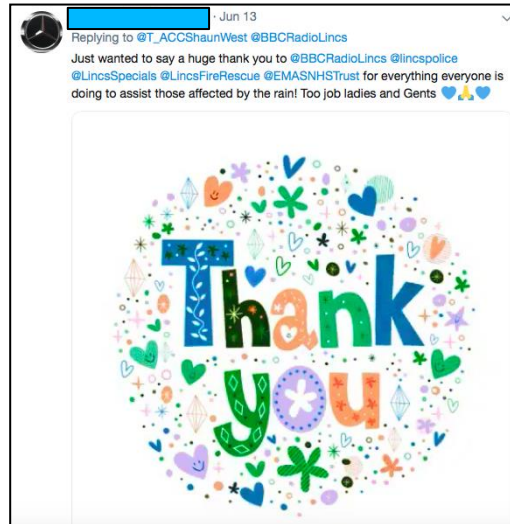 · Jun 13
Replying to @T_ACCShaunWest @BBCRadioLincs
Just wanted to say a huge thank you to @BBCRadioLincs @lincspolice
@LincsSpecials @LincsFireRescue @EMASNHSTrust for everything everyone is
doing to assist those affected by the rain! Too job ladies and Gents 💙🙏💙
Thank
you